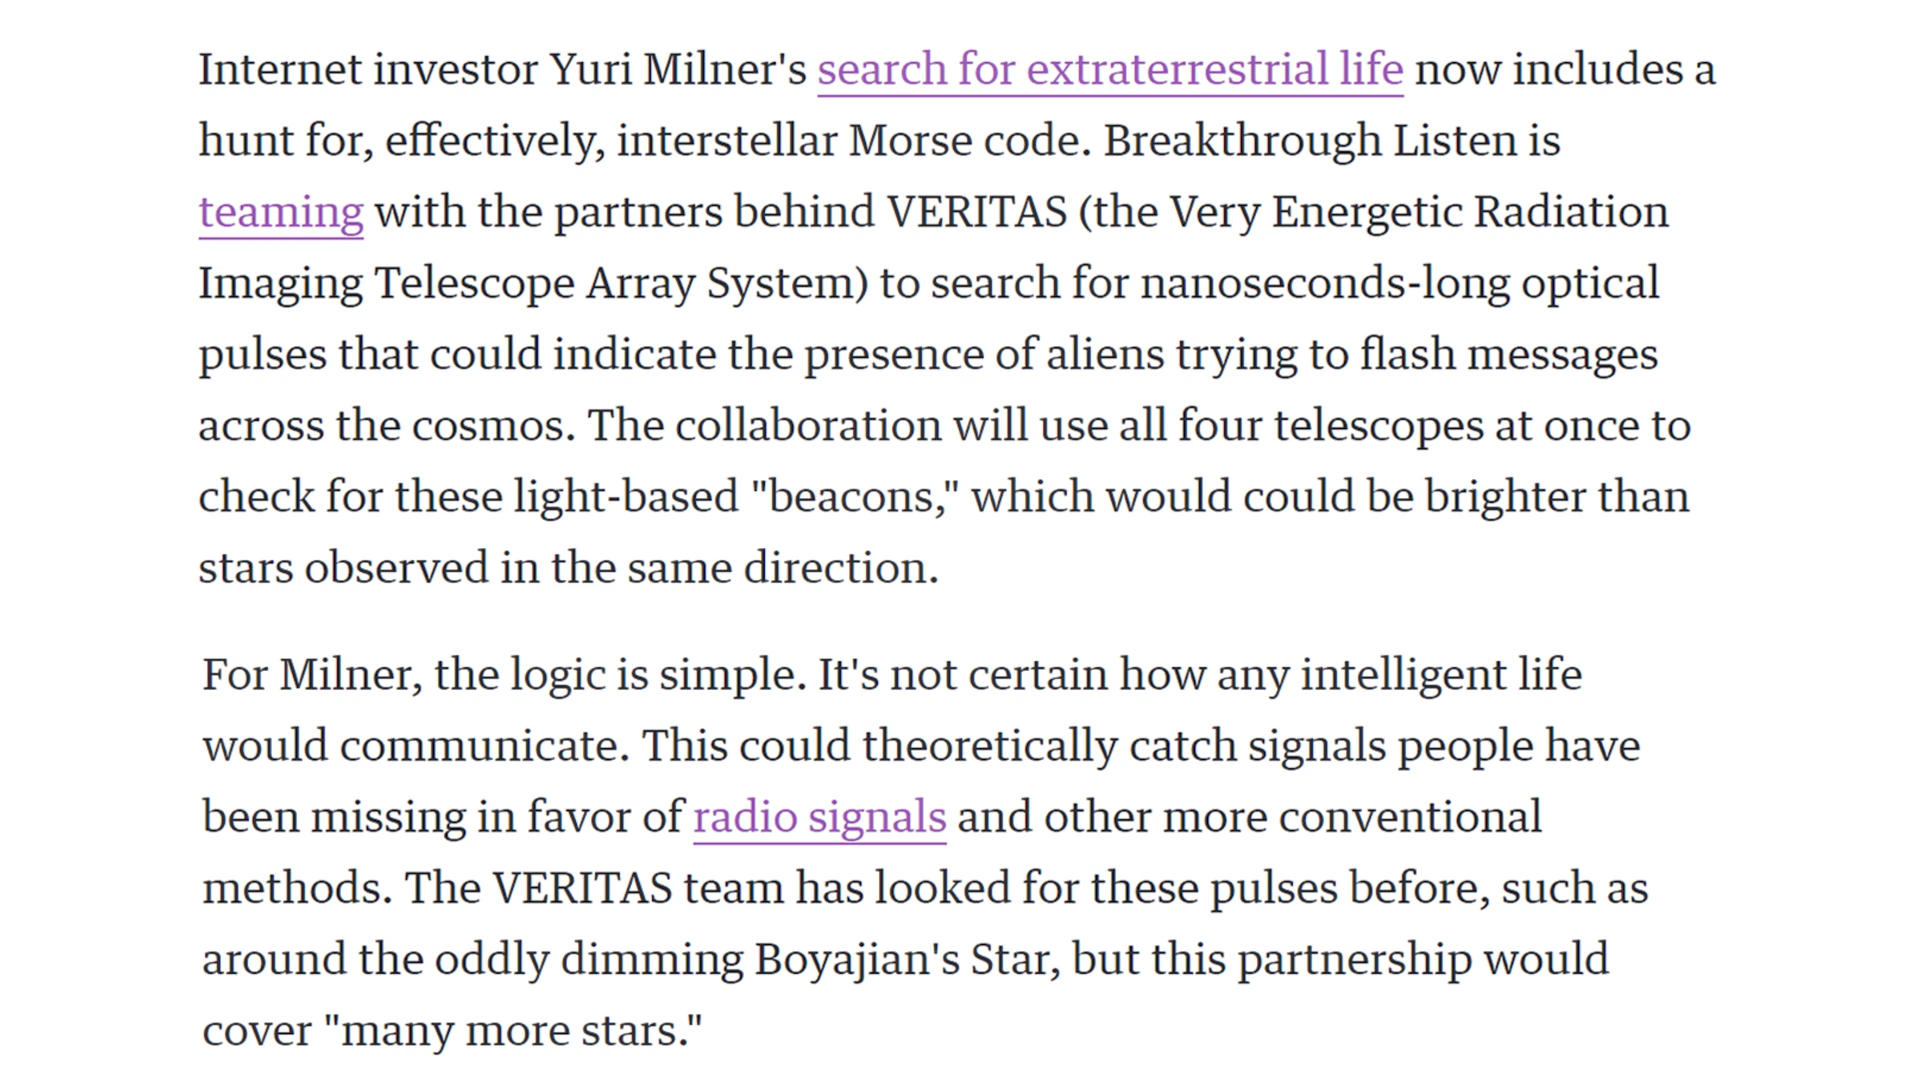 Internet investor Yuri Milner's search for extraterrestrial life now includes a
hunt for, effectively, interstellar Morse code. Breakthrough Listen is
teaming with the partners behind VERITAS (the Very Energetic Radiation
Imaging Telescope Array System) to search for nanoseconds-long optical
pulses that could indicate the presence of aliens trying to flash messages
across the cosmos. The collaboration will use all four telescopes at once to
check for these light-based "beacons," which would could be brighter than
stars observed in the same direction.
For Milner, the logic is simple. It's not certain how any intelligent life
would communicate. This could theoretically catch signals people have
been missing in favor of radio signals and other more conventional
methods. The VERITAS team has looked for these pulses before, such as
around the oddly dimming Boyajian's Star, but this partnership would
cover "many more stars."